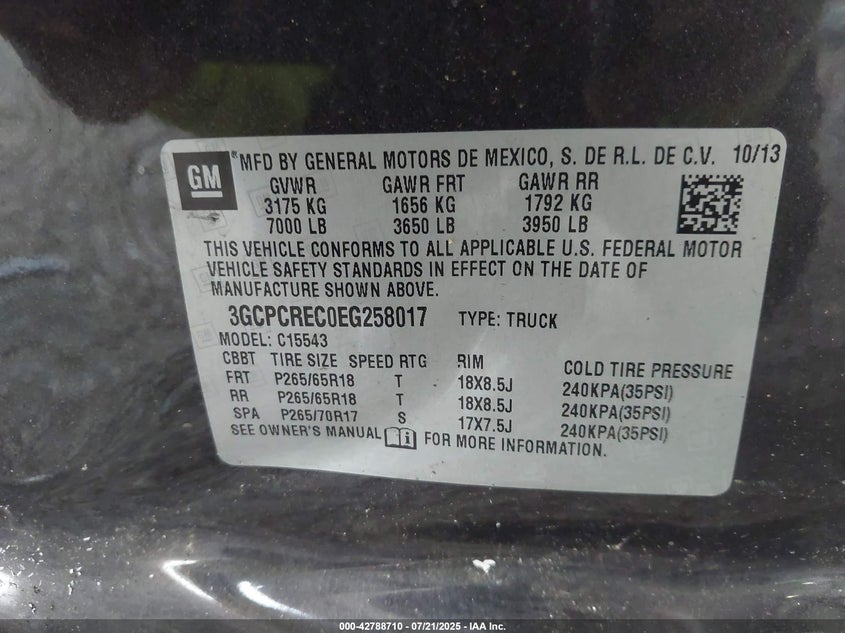 GM ® MFD BY GENERAL MOTORS DE MEXICO, S. DE R.L. DE C.V. 10/13
GVWR GAWR FRT GAWR RR
3175 KG 1656 KG 1792 KG
7000 LB 3650 LB 3950 LB
THIS VEHICLE CONFORMS TO ALL APPLICABLE U.S. FEDERAL MOTOR
VEHICLE SAFETY STANDARDS IN EFFECT ON THE DATE OF
MANUFACTURE SHOWN ABOVE.
3GCPCREC0EG258017 TYPE: TRUCK
MODEL: C15543
CBBT TIRE SIZE SPEED RTG RIM COLD TIRE PRESSURE
FRT P265/65R18 T 18X8.5J 240KPA(35PSI)
RR P265/65R18 T 18X8.5J 240KPA(35PSI)
SPA P265/70R17 S 17X7.5J 240KPA(35PSI)
SEE OWNER'S MANUAL FOR MORE INFORMATION.
000-42788710 - 07/21/2025 - IAA Inc.